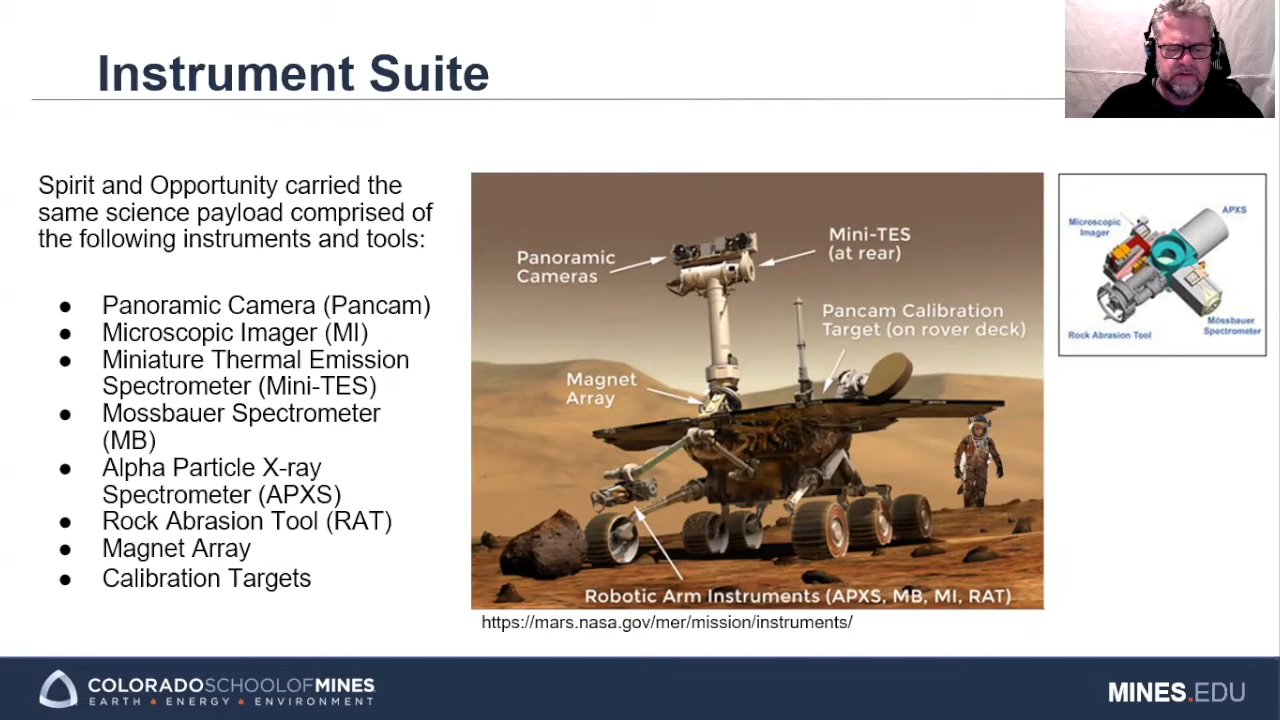 Instrument Suite
Spirit and Opportunity carried the
same science payload comprised of
the following instruments and tools:
● Panoramic Camera (Pancam)
● Microscopic Imager (MI)
● Miniature Thermal Emission
Spectrometer (Mini-TES)
● Mossbauer Spectrometer
(MB)
● Alpha Particle X-ray
Spectrometer (APXS)
● Rock Abrasion Tool (RAT)
● Magnet Array
● Calibration Targets
Panoramic
Cameras
Mini-TES
(at rear)
Pancam Calibration
Target (on rover deck)
Magnet
Array
Robotic Arm Instruments (APXS, MB, MI, RAT)
https://mars.nasa.gov/mer/mission/instruments/
Microscopic
Imager
APXS
Mössbauer
Spectrometer
Rock Abrasion Tool
COLORADOSCHOOLOFMINES
EARTH • ENERGY • ENVIRONMENT
MINES.EDU